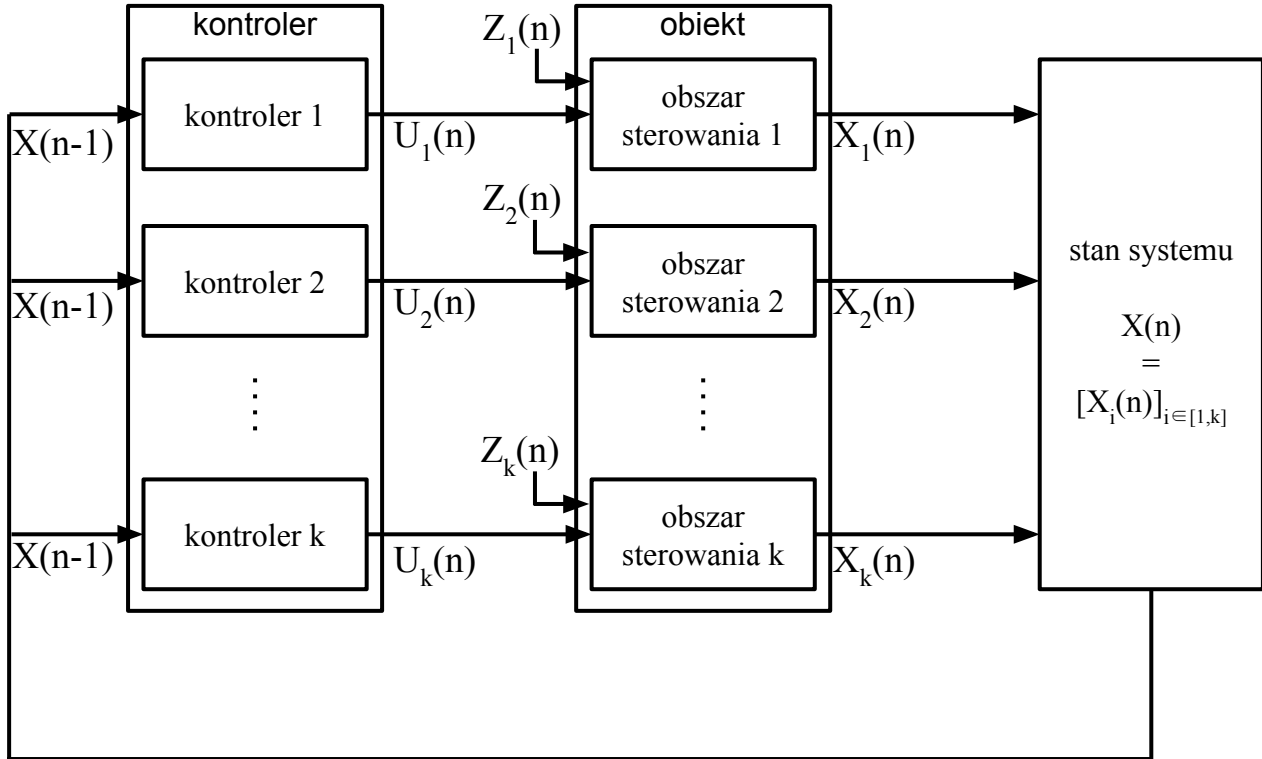 kontroler
obiekt
Z₁(n)
kontroler 1
obszar
sterowania 1
X(n-1)
U₁(n)
X₁(n)
Z₂(n)
kontroler 2
obszar
sterowania 2
X(n-1)
U₂(n)
X₂(n)
Zₖ(n)
kontroler k
obszar
sterowania k
X(n-1)
Uₖ(n)
Xₖ(n)
stan systemu
X(n)
=
[Xᵢ(n)]i∈[1,k]